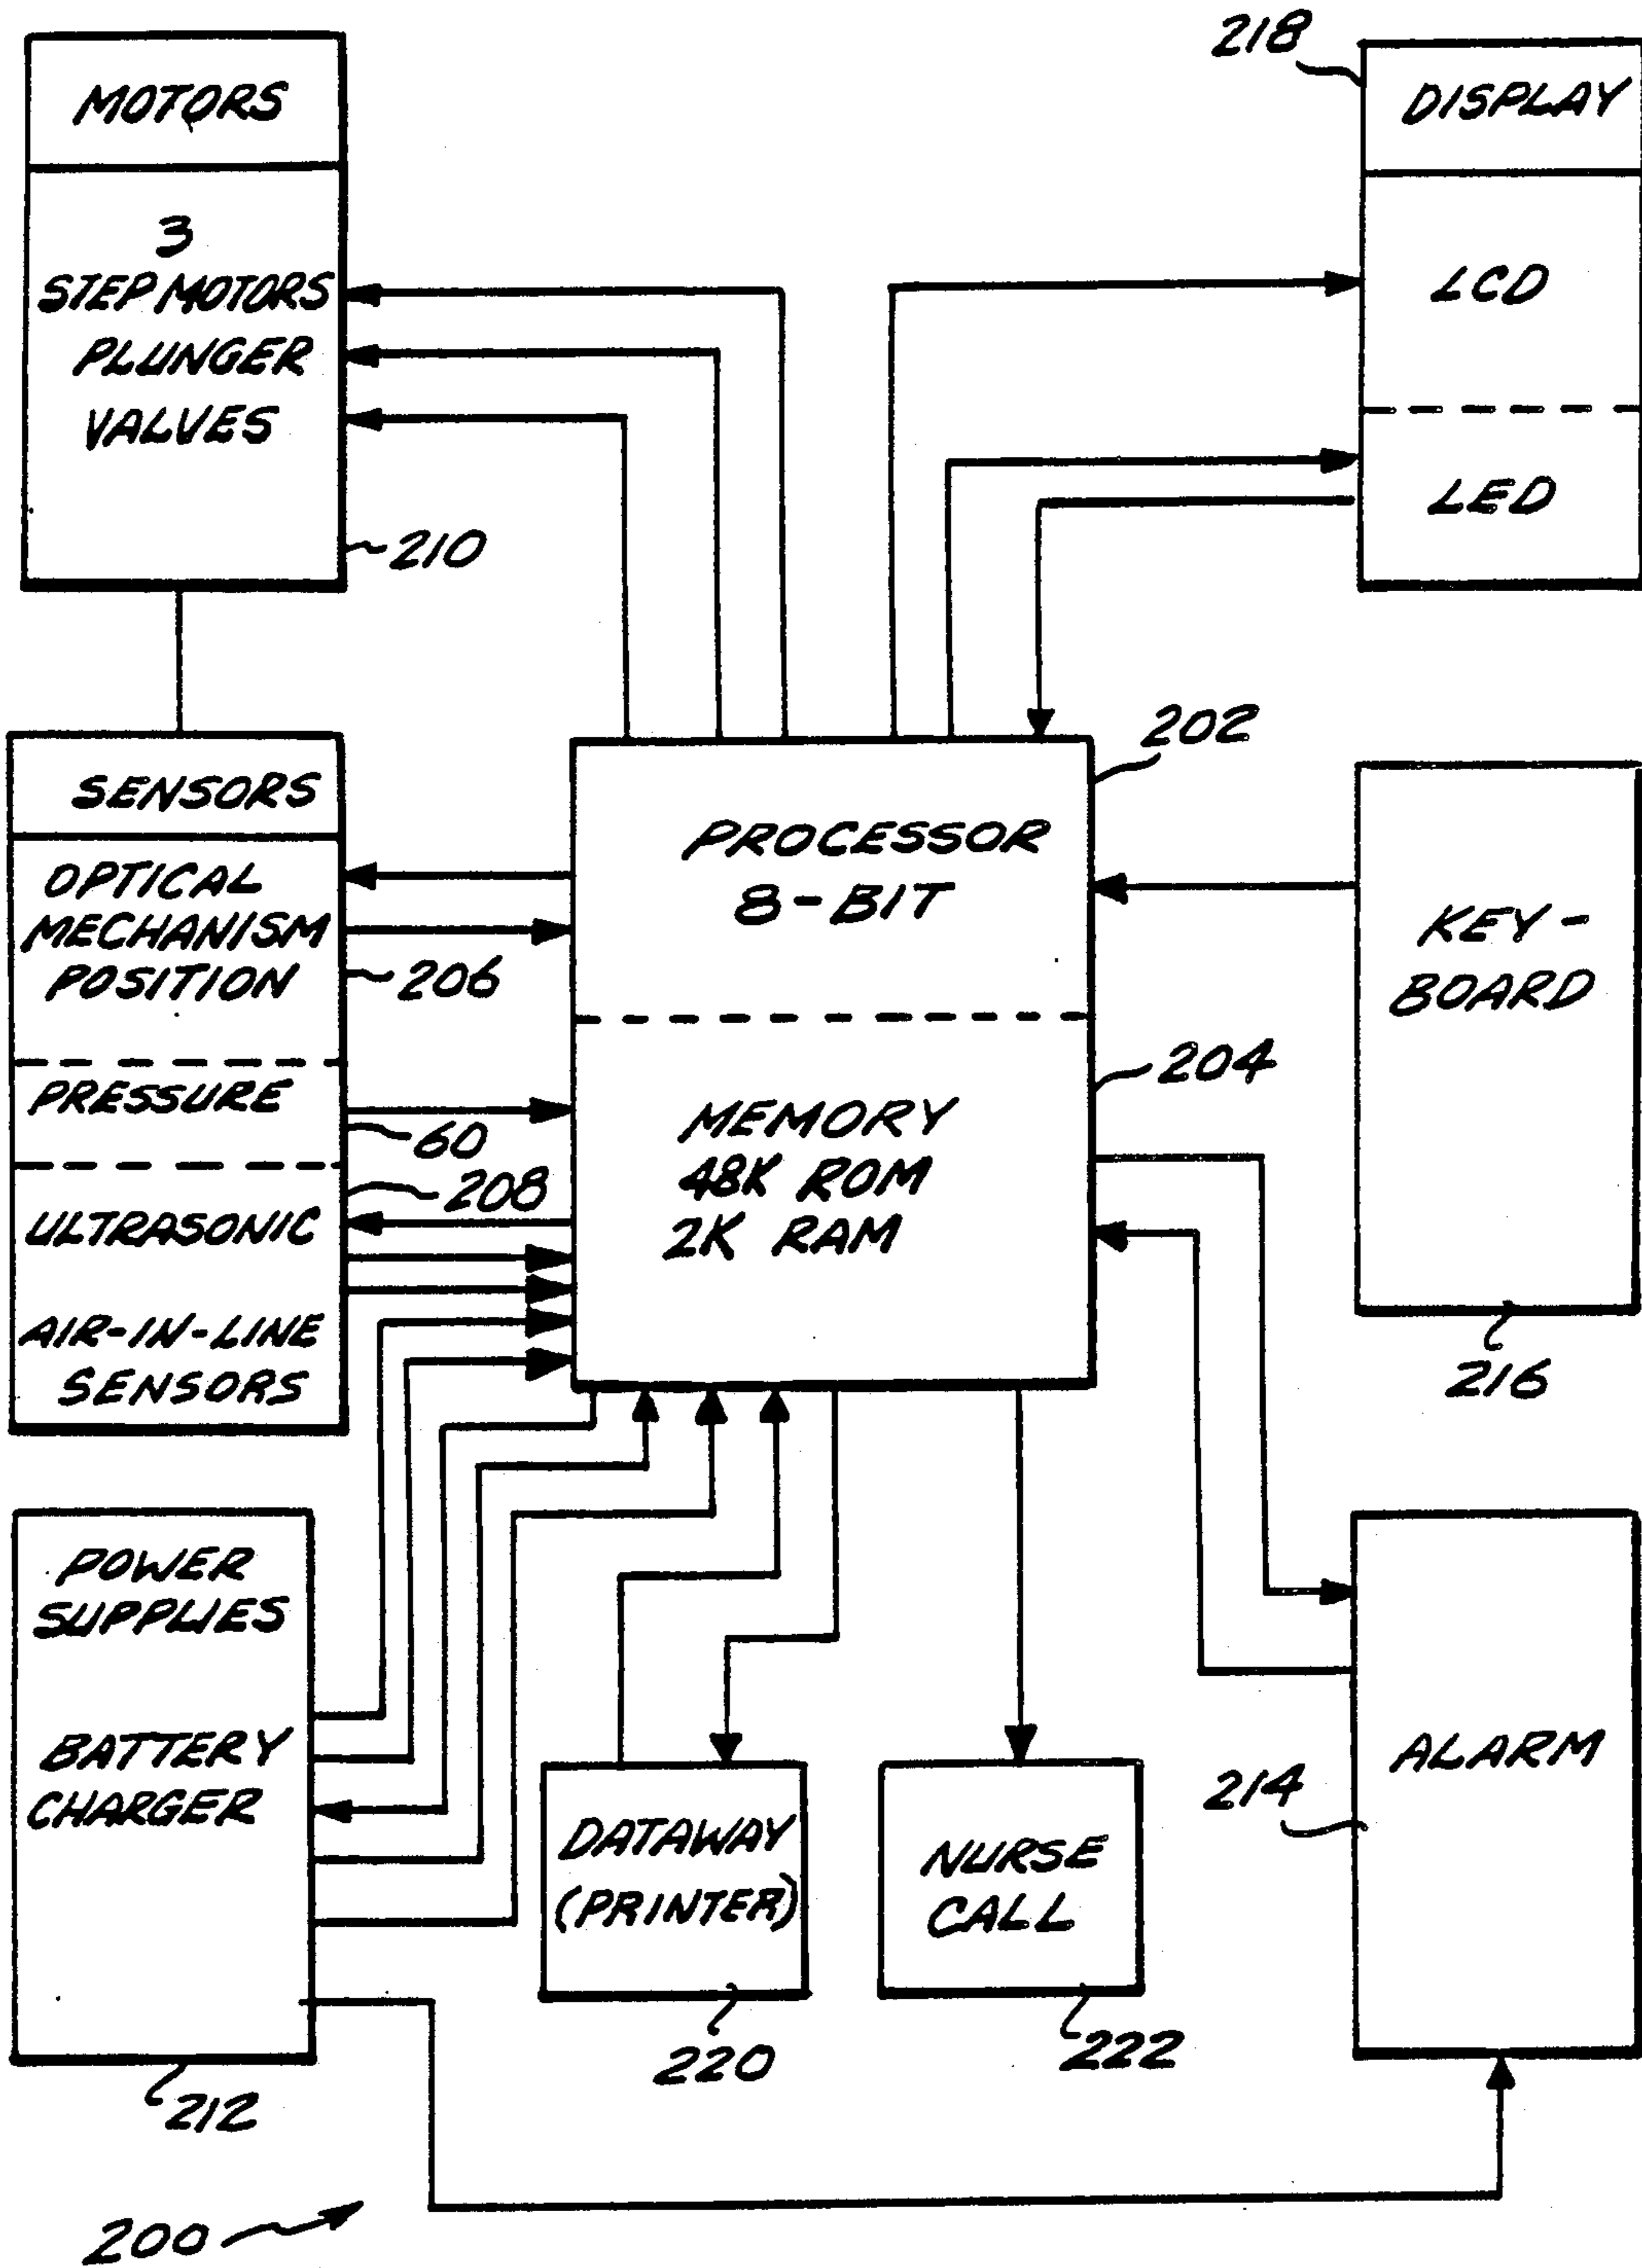 MOTORS
3
STEP MOTORS
PLUNGER
VALVES
210
218
DISPLAY
LCD
LED
SENSORS
OPTICAL
MECHANISM
POSITION
206
PRESSURE
60
208
ULTRASONIC
AIR-IN-LINE
SENSORS
202
PROCESSOR
8-BIT
204
MEMORY
48K ROM
2K RAM
KEY-
BOARD
216
POWER
SUPPLIES
BATTERY
CHARGER
212
DATAWAY
(PRINTER)
220
NURSE
CALL
222
ALARM
214
200